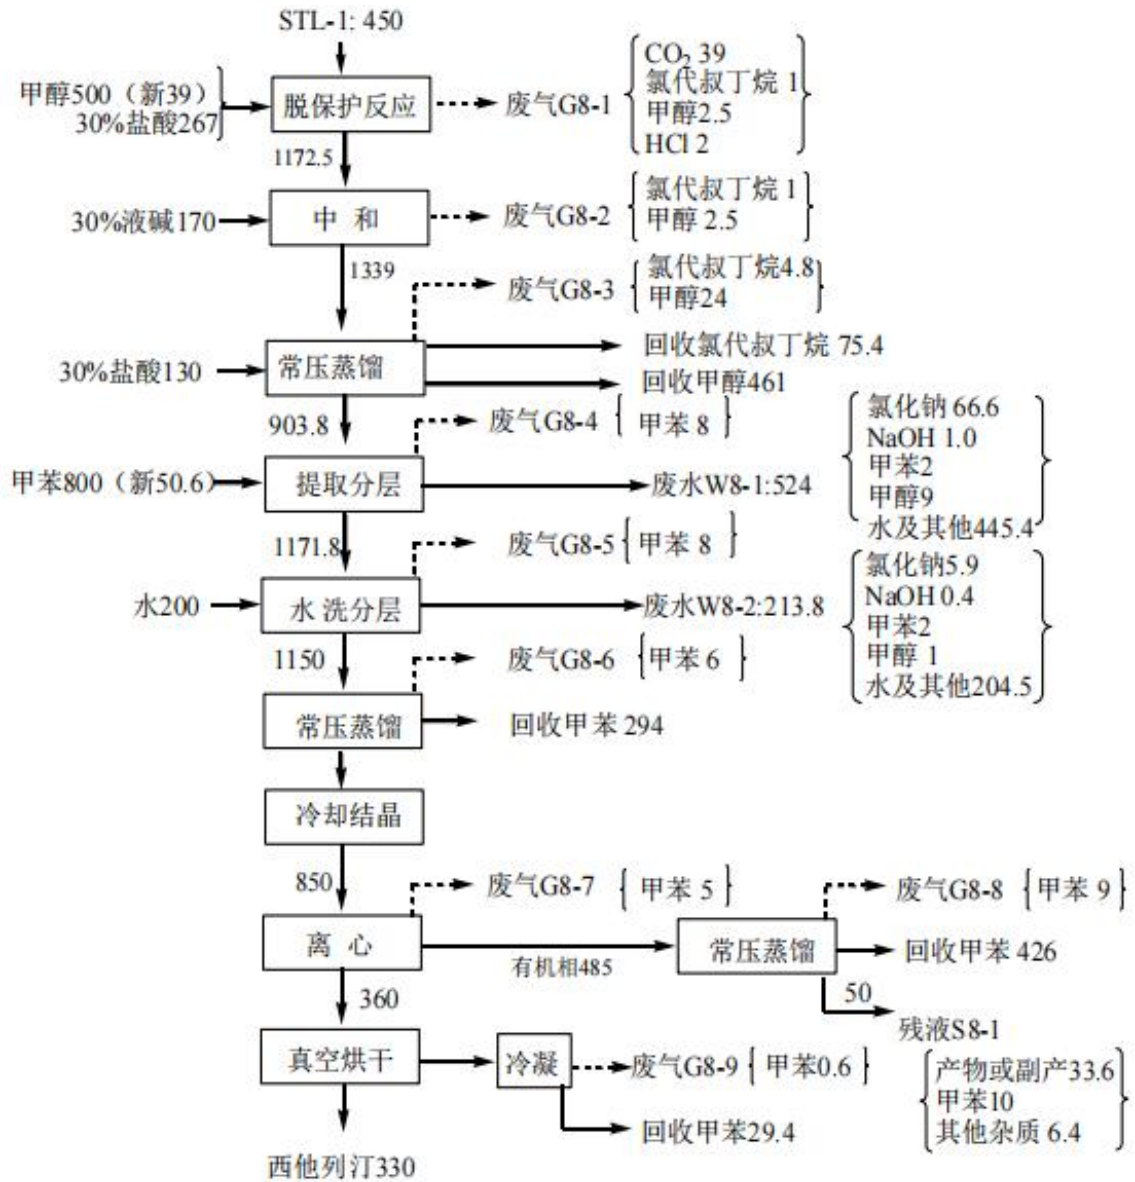 STL-1: 450
甲醇500（新39）
30%盐酸267
脱保护反应
废气G8-1
CO2 39
氯代叔丁烷 1
甲醇2.5
HCl 2
1172.5
30%液碱170
中 和
废气G8-2
氯代叔丁烷 1
甲醇 2.5
1339
废气G8-3
氯代叔丁烷4.8
甲醇24
30%盐酸130
常压蒸馏
回收氯代叔丁烷 75.4
回收甲醇461
903.8
废气G8-4
甲苯 8
甲苯800（新50.6）
提取分层
废水W8-1:524
氯化钠 66.6
NaOH 1.0
甲苯2
甲醇9
水及其他445.4
1171.8
废气G8-5
甲苯 8
水200
水 洗分层
废水W8-2:213.8
氯化钠5.9
NaOH 0.4
甲苯2
甲醇 1
水及其他204.5
1150
废气G8-6
甲苯 6
常压蒸馏
回收甲苯 294
冷却结晶
850
废气G8-7
甲苯 5
废气G8-8
甲苯 9
离 心
有机相485
常压蒸馏
回收甲苯 426
360
50
残液S8-1
产物或副产33.6
甲苯10
其他杂质 6.4
真空烘干
冷凝
废气G8-9
甲苯0.6
回收甲苯29.4
西他列汀330